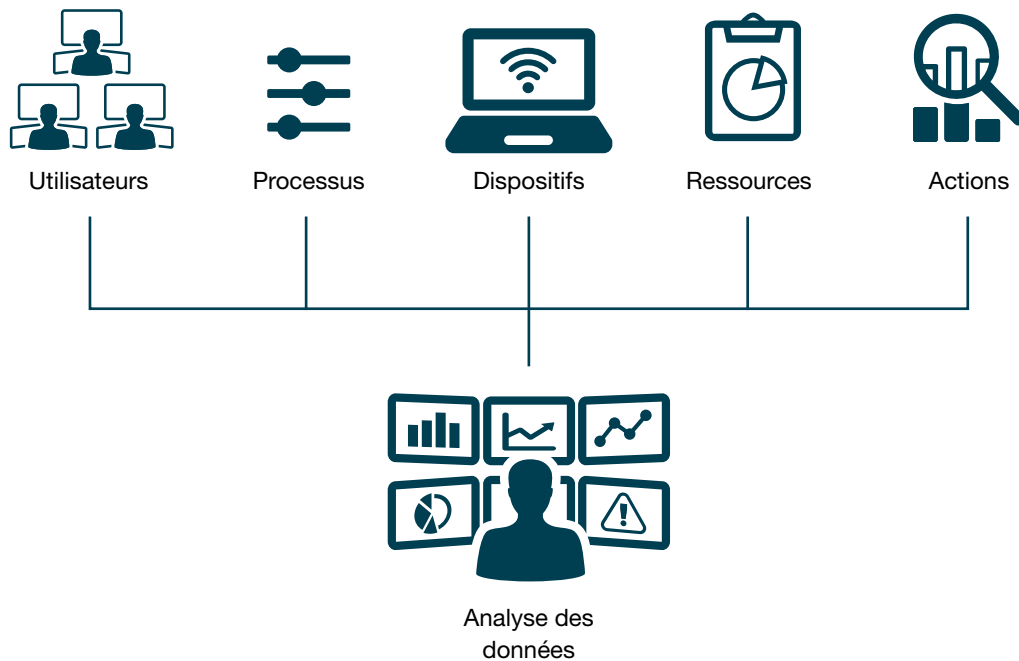 Utilisateurs
Processus
Dispositifs
Ressources
Actions
Analyse des
données